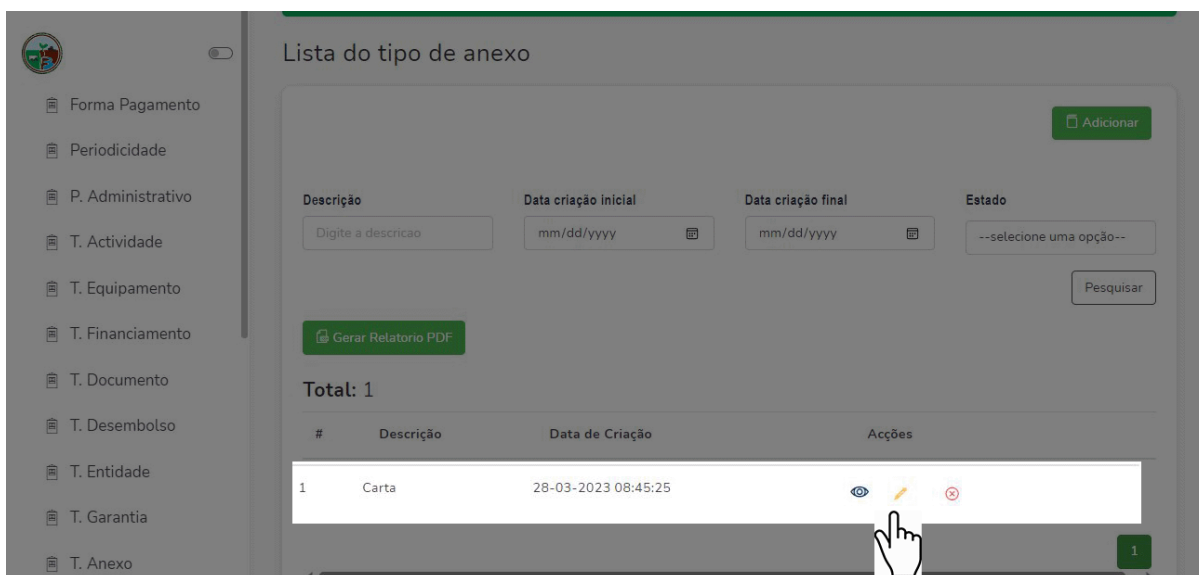 Lista do tipo de anexo
Forma Pagamento
Periodicidade
P. Administrativo
T. Actividade
T. Equipamento
T. Financiamento
T. Documento
T. Desembolso
T. Entidade
T. Garantia
T. Anexo
Adicionar
Descrição Data criação inicial Data criação final Estado
Digite a descricao mm/dd/yyyy mm/dd/yyyy --selecione uma opção--
Pesquisar
Gerar Relatorio PDF
Total: 1
# Descrição Data de Criação Acções
1 Carta 28-03-2023 08:45:25
1